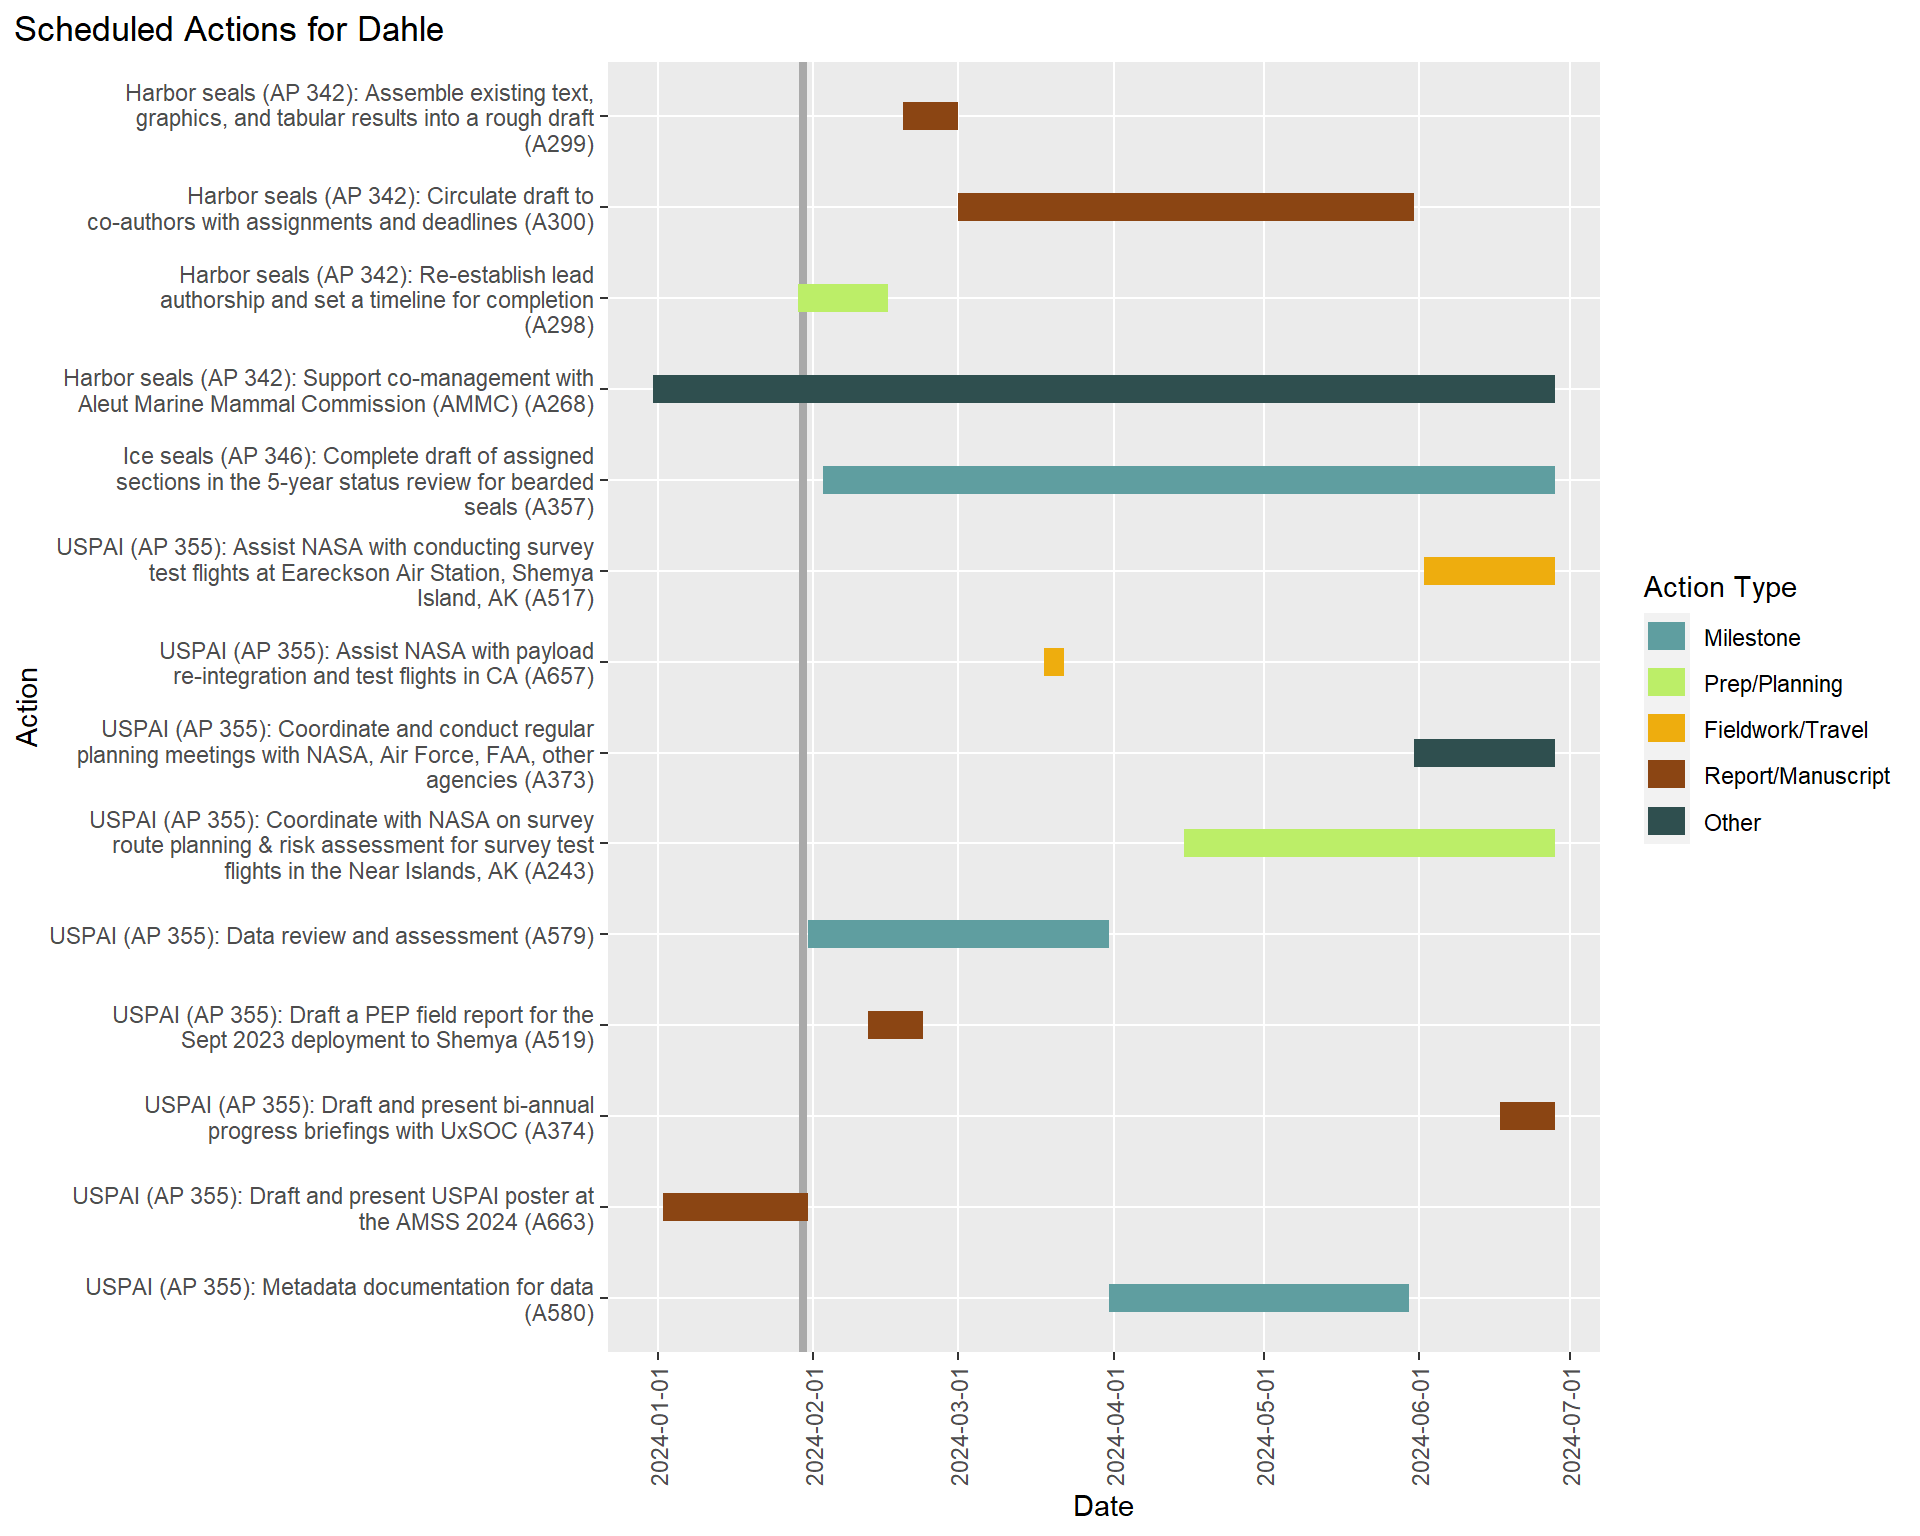 Scheduled Actions for Dahle
Harbor seals (AP 342): Assemble existing text,
graphics, and tabular results into a rough draft
(A299)
Harbor seals (AP 342): Circulate draft to
co-authors with assignments and deadlines (A300)
Harbor seals (AP 342): Re-establish lead
authorship and set a timeline for completion
(A298)
Harbor seals (AP 342): Support co-management with
Aleut Marine Mammal Commission (AMMC) (A268)
Ice seals (AP 346): Complete draft of assigned
sections in the 5-year status review for bearded
seals (A357)
USPAI (AP 355): Assist NASA with conducting survey
test flights at Eareckson Air Station, Shemya
Island, AK (A517)
USPAI (AP 355): Assist NASA with payload
re-integration and test flights in CA (A657)
USPAI (AP 355): Coordinate and conduct regular
planning meetings with NASA, Air Force, FAA, other
agencies (A373)
USPAI (AP 355): Coordinate with NASA on survey
route planning & risk assessment for survey test
flights in the Near Islands, AK (A243)
USPAI (AP 355): Data review and assessment (A579)
USPAI (AP 355): Draft a PEP field report for the
Sept 2023 deployment to Shemya (A519)
USPAI (AP 355): Draft and present bi-annual
progress briefings with UxSOC (A374)
USPAI (AP 355): Draft and present USPAI poster at
the AMSS 2024 (A663)
USPAI (AP 355): Metadata documentation for data
(A580)
Action
2024-01-01
2024-02-01
2024-03-01
2024-04-01
2024-05-01
2024-06-01
2024-07-01
Date
Action Type
Milestone
Prep/Planning
Fieldwork/Travel
Report/Manuscript
Other